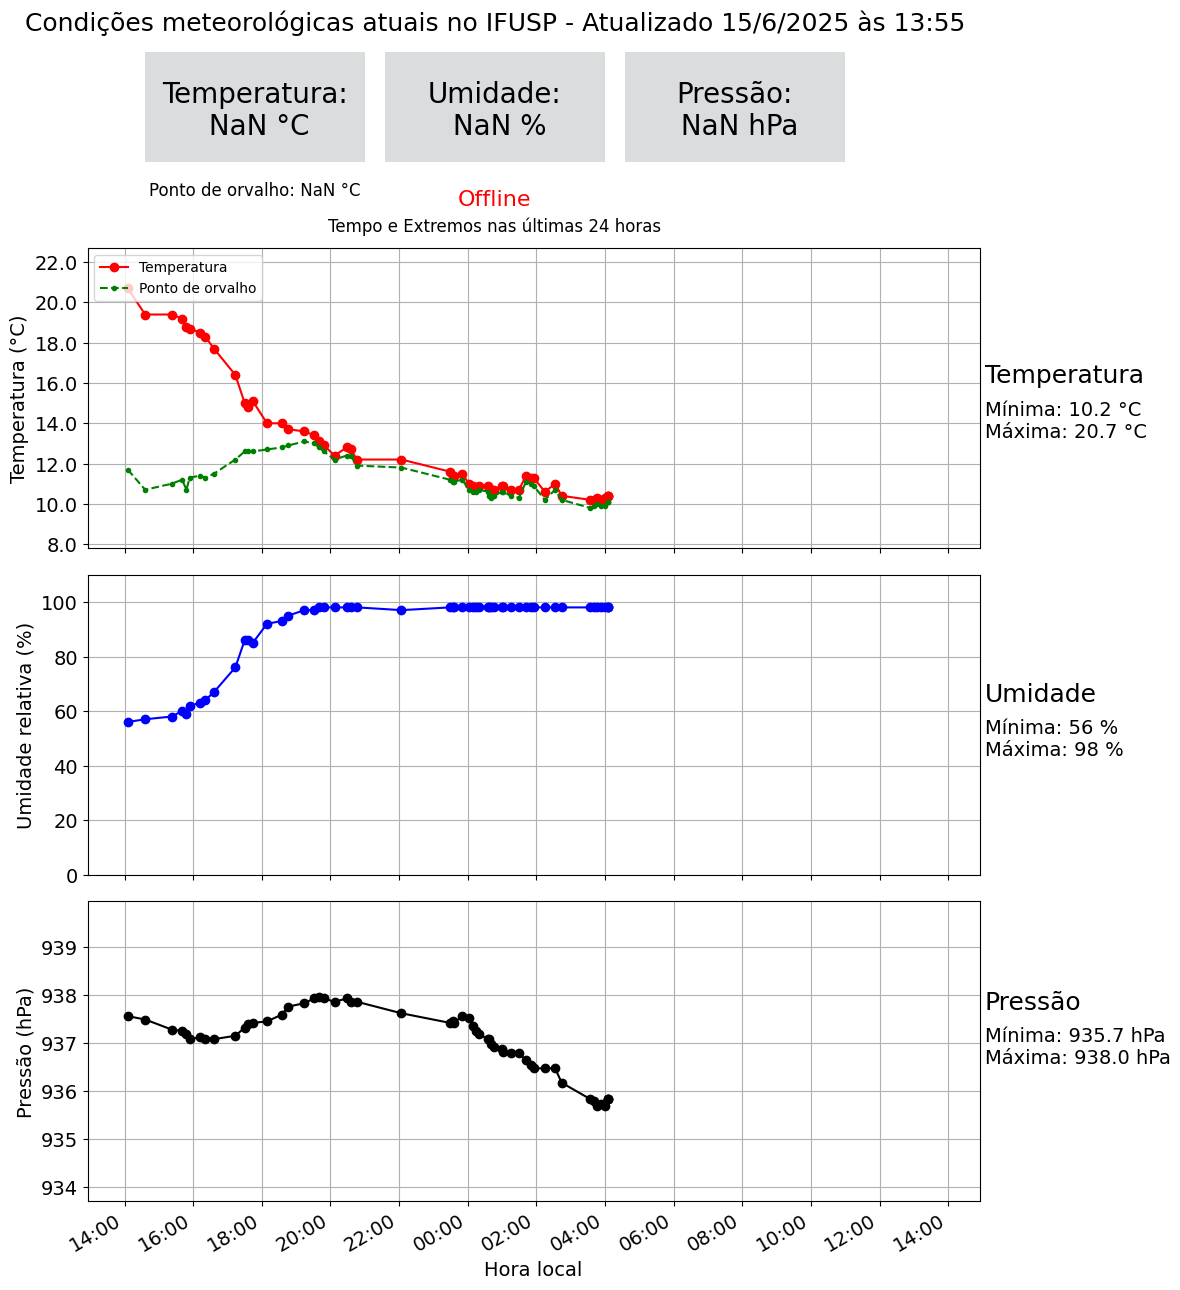 Condições meteorológicas atuais no IFUSP - Atualizado 15/6/2025 às 13:55
Temperatura:
NaN °C
Umidade:
NaN %
Pressão:
NaN hPa
Ponto de orvalho: NaN °C
Offline
Tempo e Extremos nas últimas 24 horas
Temperatura (°C)
22.0
20.0
18.0
16.0
14.0
12.0
10.0
8.0
Temperatura
Ponto de orvalho
Temperatura
Mínima: 10.2 °C
Máxima: 20.7 °C
Umidade relativa (%)
100
80
60
40
20
0
Umidade
Mínima: 56 %
Máxima: 98 %
Pressão (hPa)
939
938
937
936
935
934
Pressão
Mínima: 935.7 hPa
Máxima: 938.0 hPa
14:00 16:00 18:00 20:00 22:00 00:00 02:00 04:00 06:00 08:00 10:00 12:00 14:00
Hora local